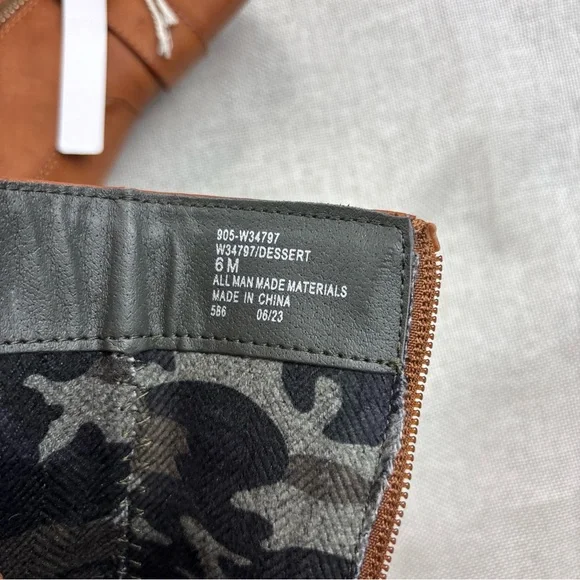 905-W34797
W34797/DESSERT
6 M
ALL MAN MADE MATERIALS
MADE IN CHINA
586 06/23